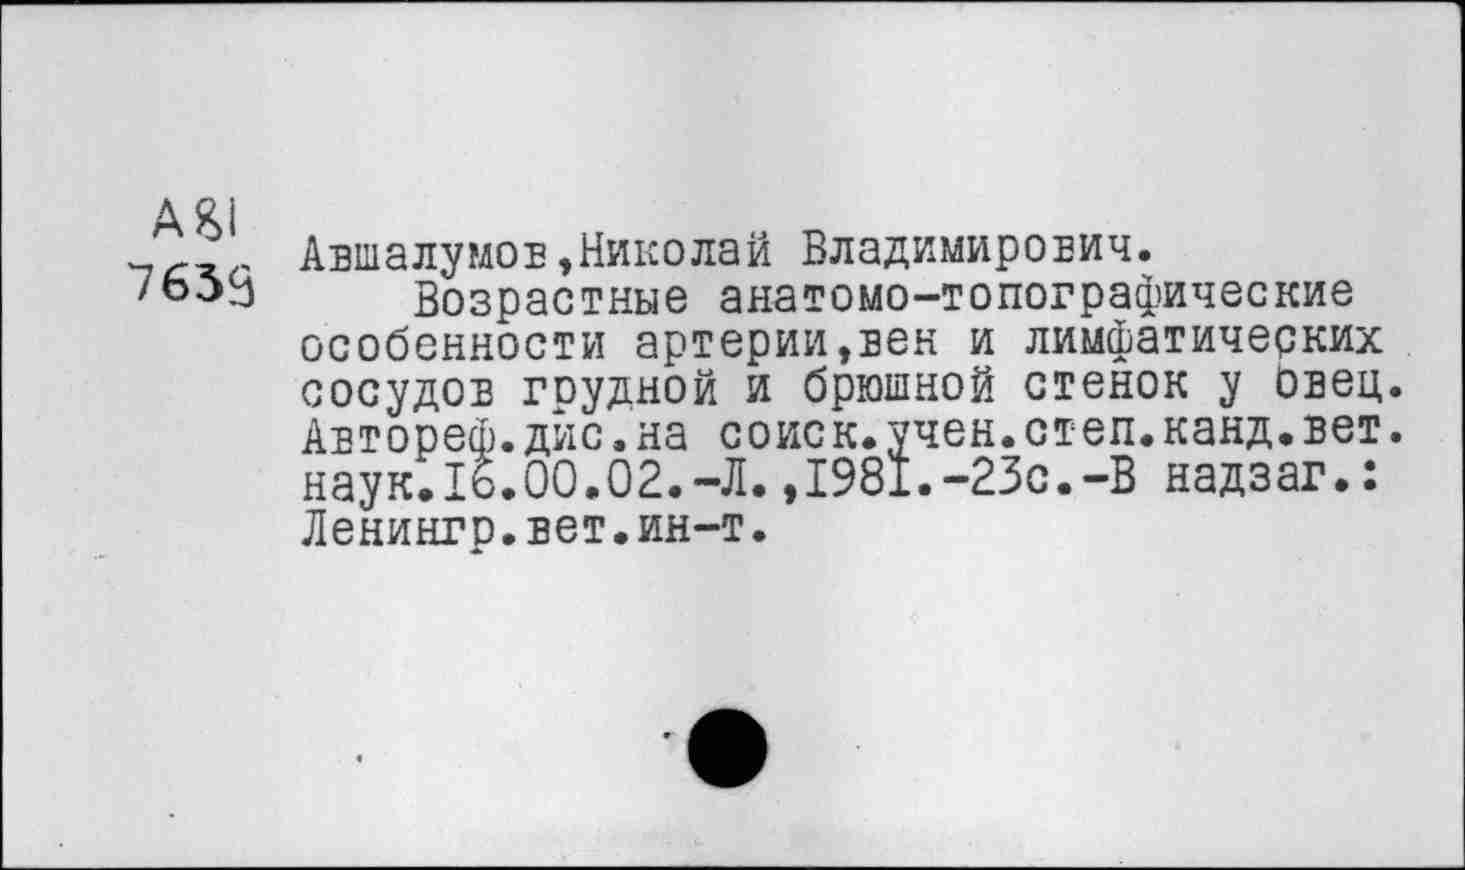 А81
7639
Авшалумов,Николай Владимирович.
Возрастные анатомо-топографические
особенности артерии,вен и лимфатических
сосудов грудной и брюшной стенок у овец.
Автореф.дис.на соиск.учен.степ.канд.вет.
наук.16.00.02.-Л.,1981.-23с.-В надзаг.:
Ленингр.вет.ин-т.